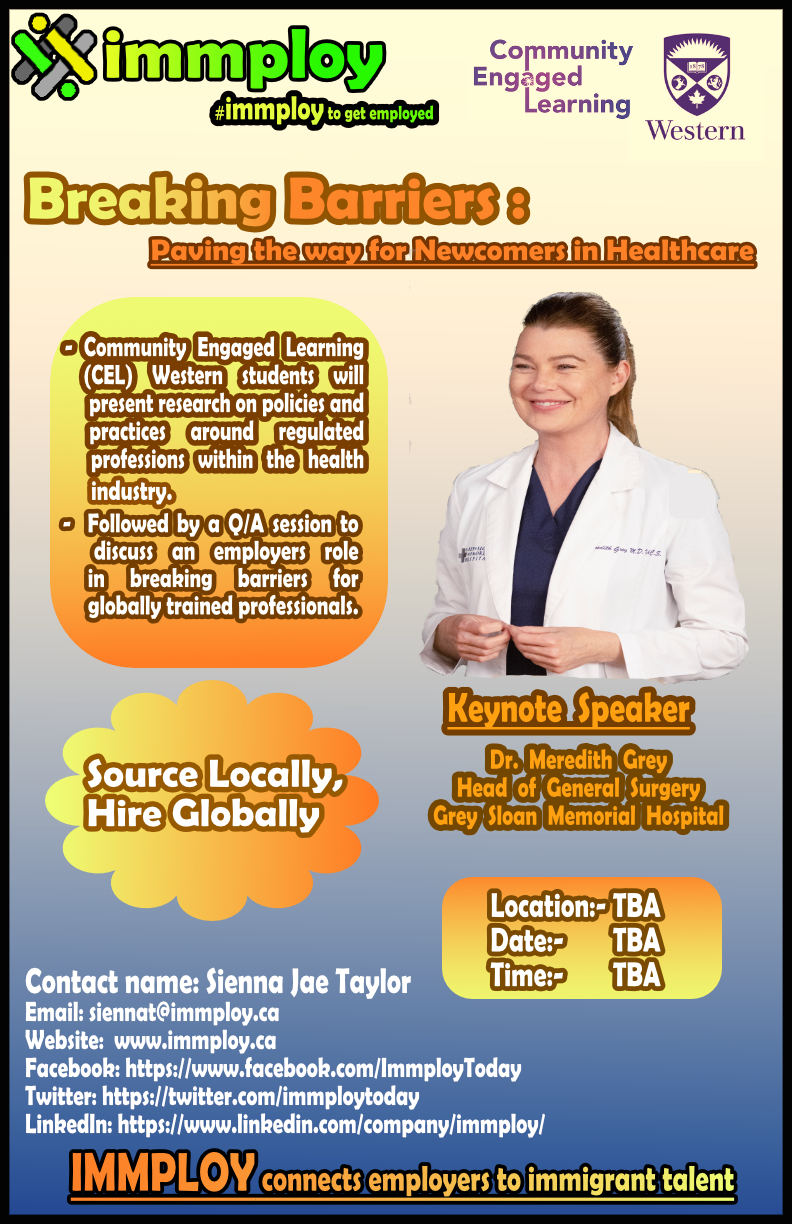 immploy
#immploy to get employed
Community
Engaged
Learning
1878
Western
Breaking Barriers :
Paving the way for Newcomers in Healthcare
- Community Engaged Learning
(CEL) Western students will
present research on policies and
practices around regulated
professions within the health
industry.
- Followed by a Q/A session to
discuss an employers role
in breaking barriers for
globally trained professionals.
Grey M.D.
Keynote Speaker
Dr. Meredith Grey
Head of General Surgery
Grey Sloan Memorial Hospital
Source Locally,
Hire Globally
Location:- TBA
Date:- TBA
Time:- TBA
Contact name: Sienna Jae Taylor
Email: siennat@immploy.ca
Website: www.immploy.ca
Facebook: https://www.facebook.com/ImmployToday
Twitter: https://twitter.com/immploytoday
LinkedIn: https://www.linkedin.com/company/immploy/
IMMPLOY connects employers to immigrant talent